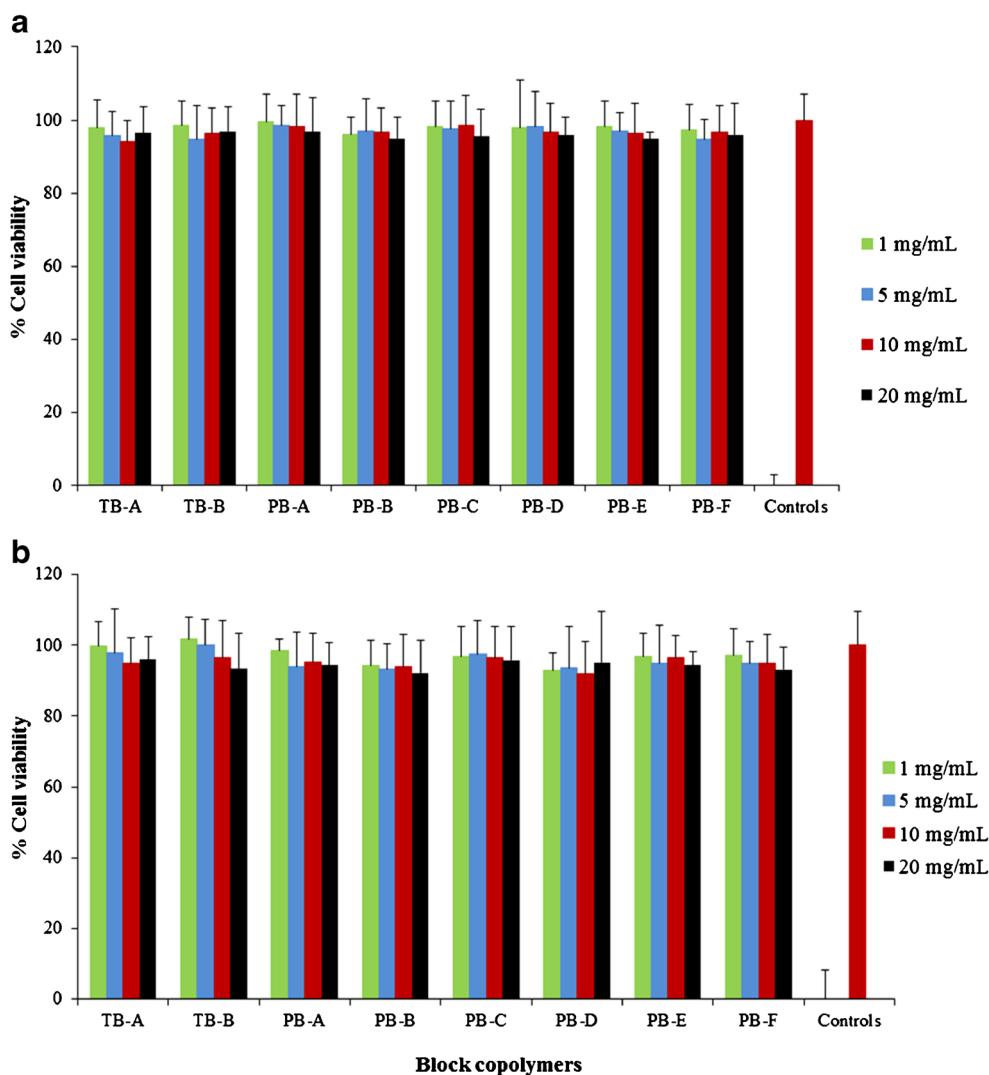 a
120
100
80
60
40
20
0
% Cell viability
TB-A TB-B PB-A PB-B PB-C PB-D PB-E PB-F Controls
1 mg/mL
5 mg/mL
10 mg/mL
20 mg/mL
b
120
100
80
60
40
20
0
% Cell viability
TB-A TB-B PB-A PB-B PB-C PB-D PB-E PB-F Controls
1 mg/mL
5 mg/mL
10 mg/mL
20 mg/mL
Block copolymers